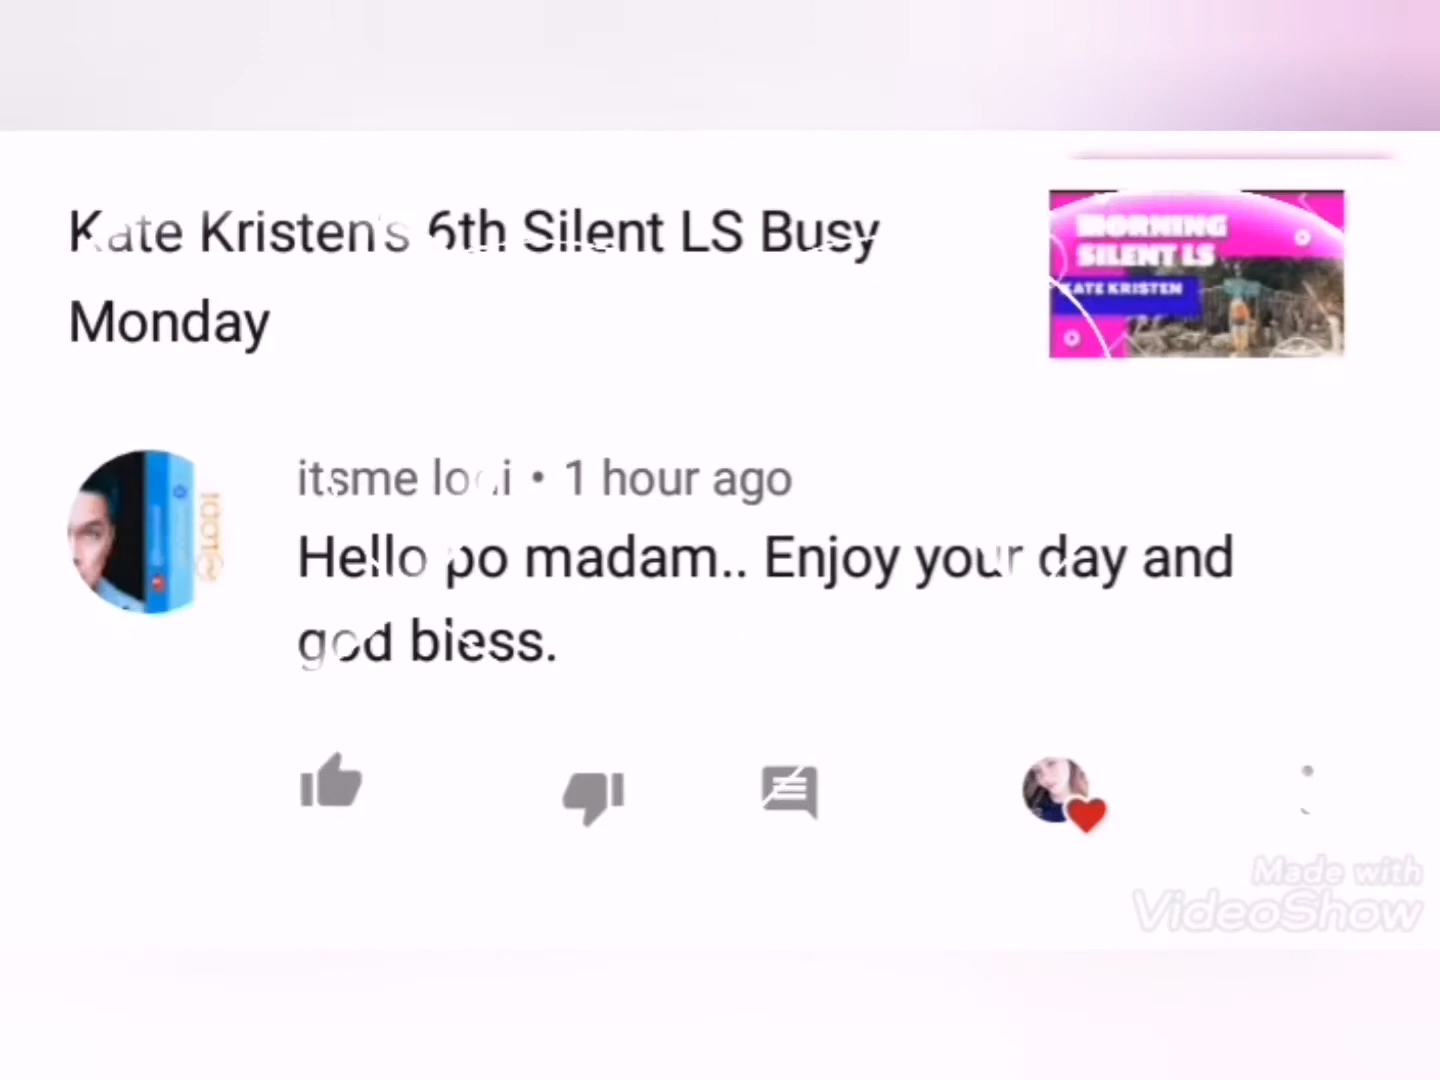 Kate Kristen's 6th Silent LS Busy
Monday
MORNING
SILENT LS
KATE KRISTEN
itsme • 1 hour ago
Hello po madam.. Enjoy your day and
god bless.
Made with
VideoShow